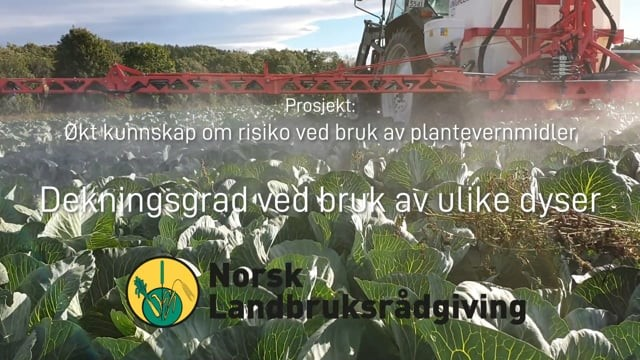 Prosjekt:
Økt kunnskap om risiko ved bruk av plantevernmidler
Dekningsgrad ved bruk av ulike dyser
Norsk
Landbruksrådgiving